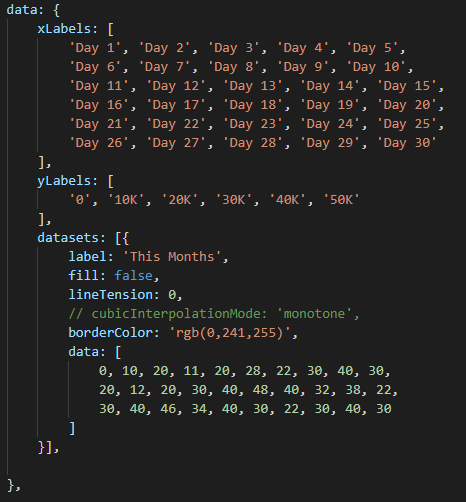 data: {
xLabels: [
'Day 1', 'Day 2', 'Day 3', 'Day 4', 'Day 5',
'Day 6', 'Day 7', 'Day 8', 'Day 9', 'Day 10',
'Day 11', 'Day 12', 'Day 13', 'Day 14', 'Day 15',
'Day 16', 'Day 17', 'Day 18', 'Day 19', 'Day 20',
'Day 21', 'Day 22', 'Day 23', 'Day 24', 'Day 25',
'Day 26', 'Day 27', 'Day 28', 'Day 29', 'Day 30'
],
yLabels: [
'0', '10K', '20K', '30K', '40K', '50K'
],
datasets: [{
label: 'This Months',
fill: false,
lineTension: 0,
// cubicInterpolationMode: 'monotone',
borderColor: 'rgb(0,241,255)',
data: [
0, 10, 20, 11, 20, 28, 22, 30, 40, 30,
20, 12, 20, 30, 40, 48, 40, 32, 38, 22,
30, 40, 46, 34, 40, 30, 22, 30, 40, 30
]
}],
},